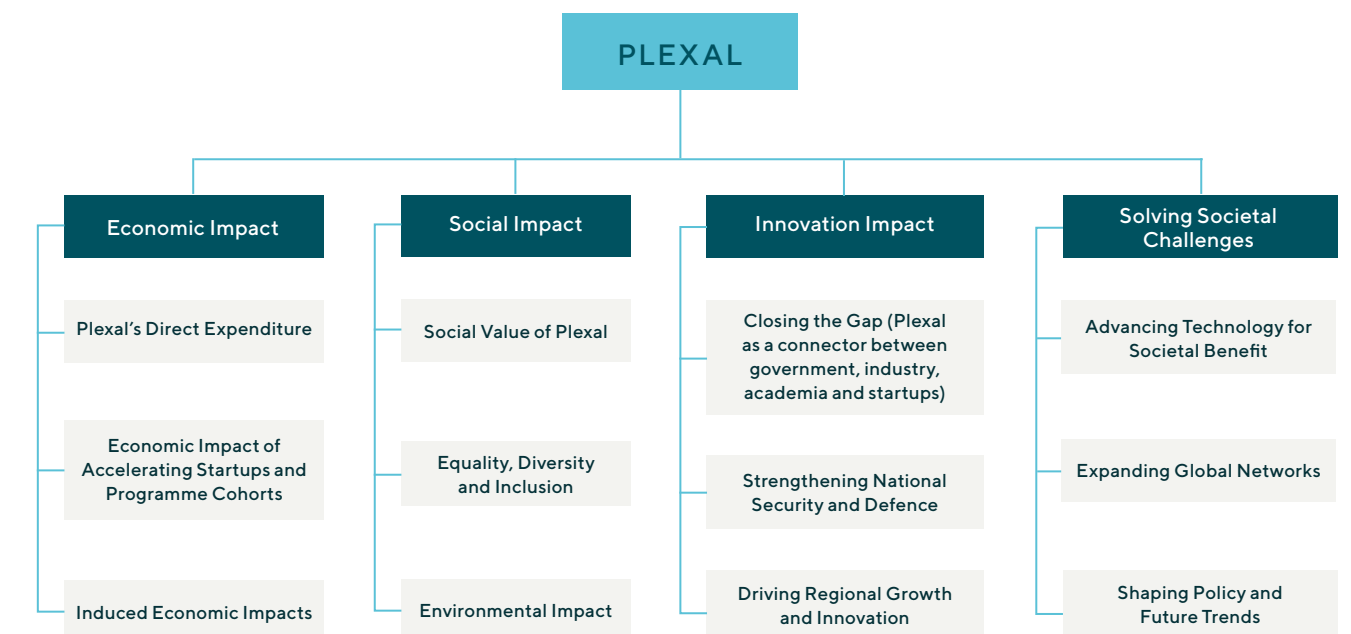 PLEXAL
Economic Impact
Plexal’s Direct Expenditure
Economic Impact of
Accelerating Startups and
Programme Cohorts
Induced Economic Impacts
Social Impact
Social Value of Plexal
Equality, Diversity
and Inclusion
Environmental Impact
Innovation Impact
Closing the Gap (Plexal
as a connector between
government, industry,
academia and startups)
Strengthening National
Security and Defence
Driving Regional Growth
and Innovation
Solving Societal
Challenges
Advancing Technology for
Societal Benefit
Expanding Global Networks
Shaping Policy and
Future Trends